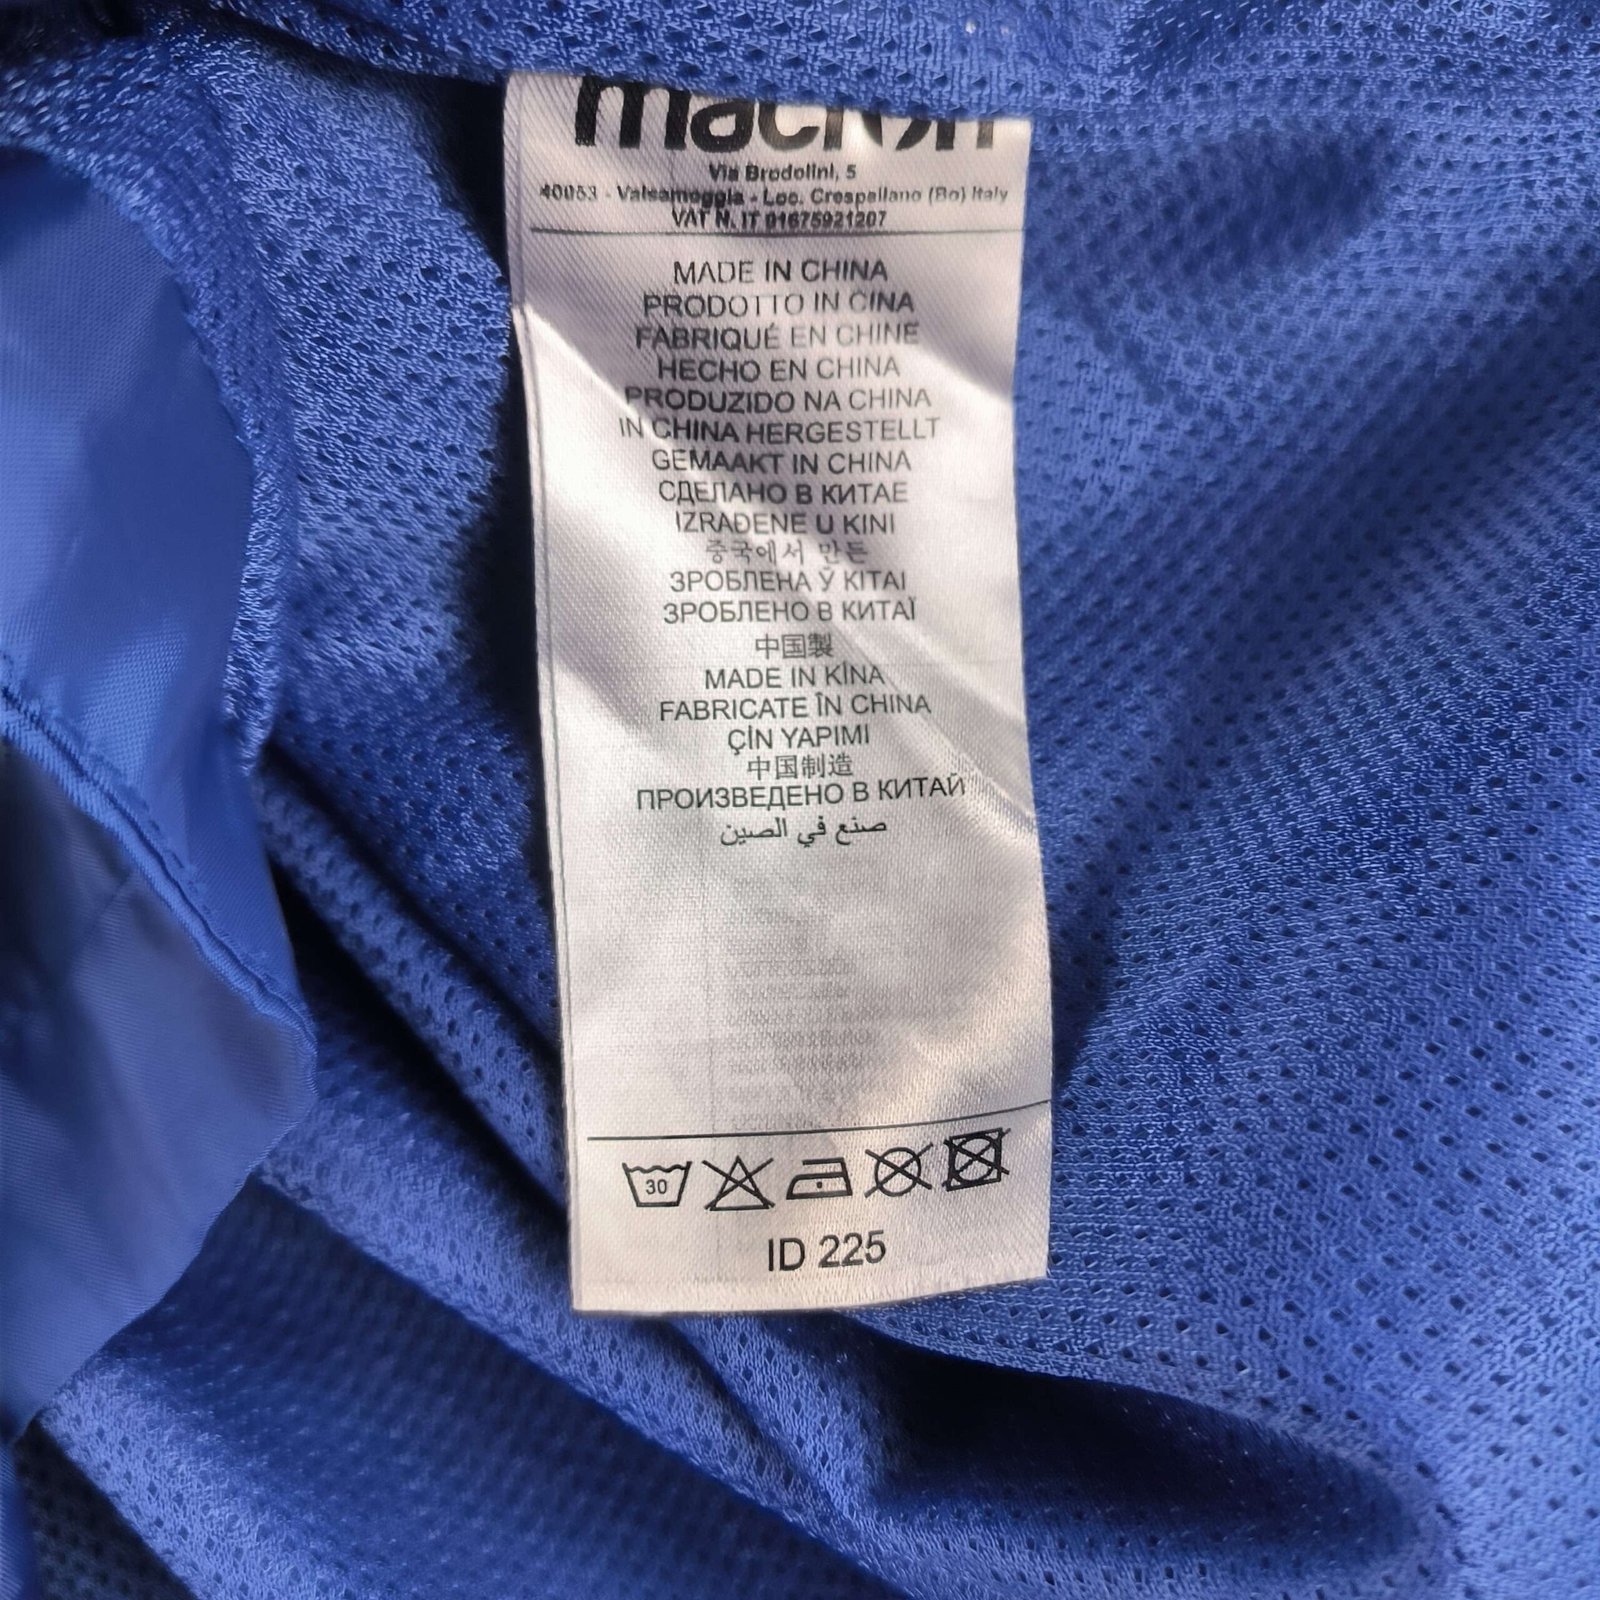 macron
Via Brodolini, 5
40053 - Valsamoggia - Loc. Crespellano (Bo) Italy
VAT N. IT 01675921207
MADE IN CHINA
PRODOTTO IN CINA
FABRIQUÉ EN CHINE
HECHO EN CHINA
PRODUZIDO NA CHINA
IN CHINA HERGESTELLT
GEMAAKT IN CHINA
СДЕЛАНО В КИТАЕ
IZRAĐENE U KINI
중국에서 만든
ЗРОБЛЕНА Ў КІТАІ
ЗРОБЛЕНО В КИТАЇ
中国製
MADE IN KİNA
FABRICATE ÎN CHINA
ÇİN YAPIMI
中国制造
ПРОИЗВЕДЕНО В КИТАЙ
صنع في الصين
30
ID 225